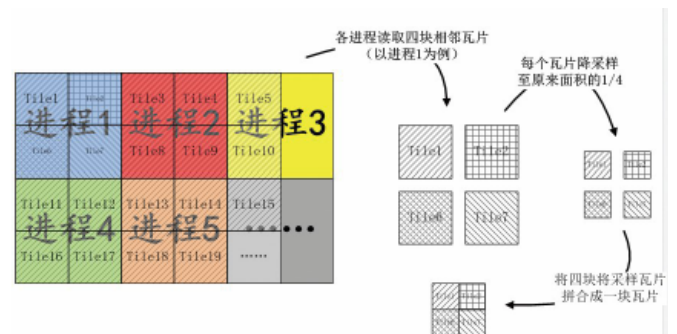 各进程读取四块相邻瓦片
（以进程1为例）
每个瓦片降采样
至原来面积的1/4
Tile1
Tile3 Tile4 Tile5
进程1 进程2 进程3
Tile8 Tile9 Tile10
Tile11 Tile12 Tile13 Tile14 Tile15
进程4 进程5 •••
Tile16 Tile17 Tile18 Tile19 ……
Tile1 Tile2
Tile6 Tile7
将四块将采样瓦片
拼合成一块瓦片